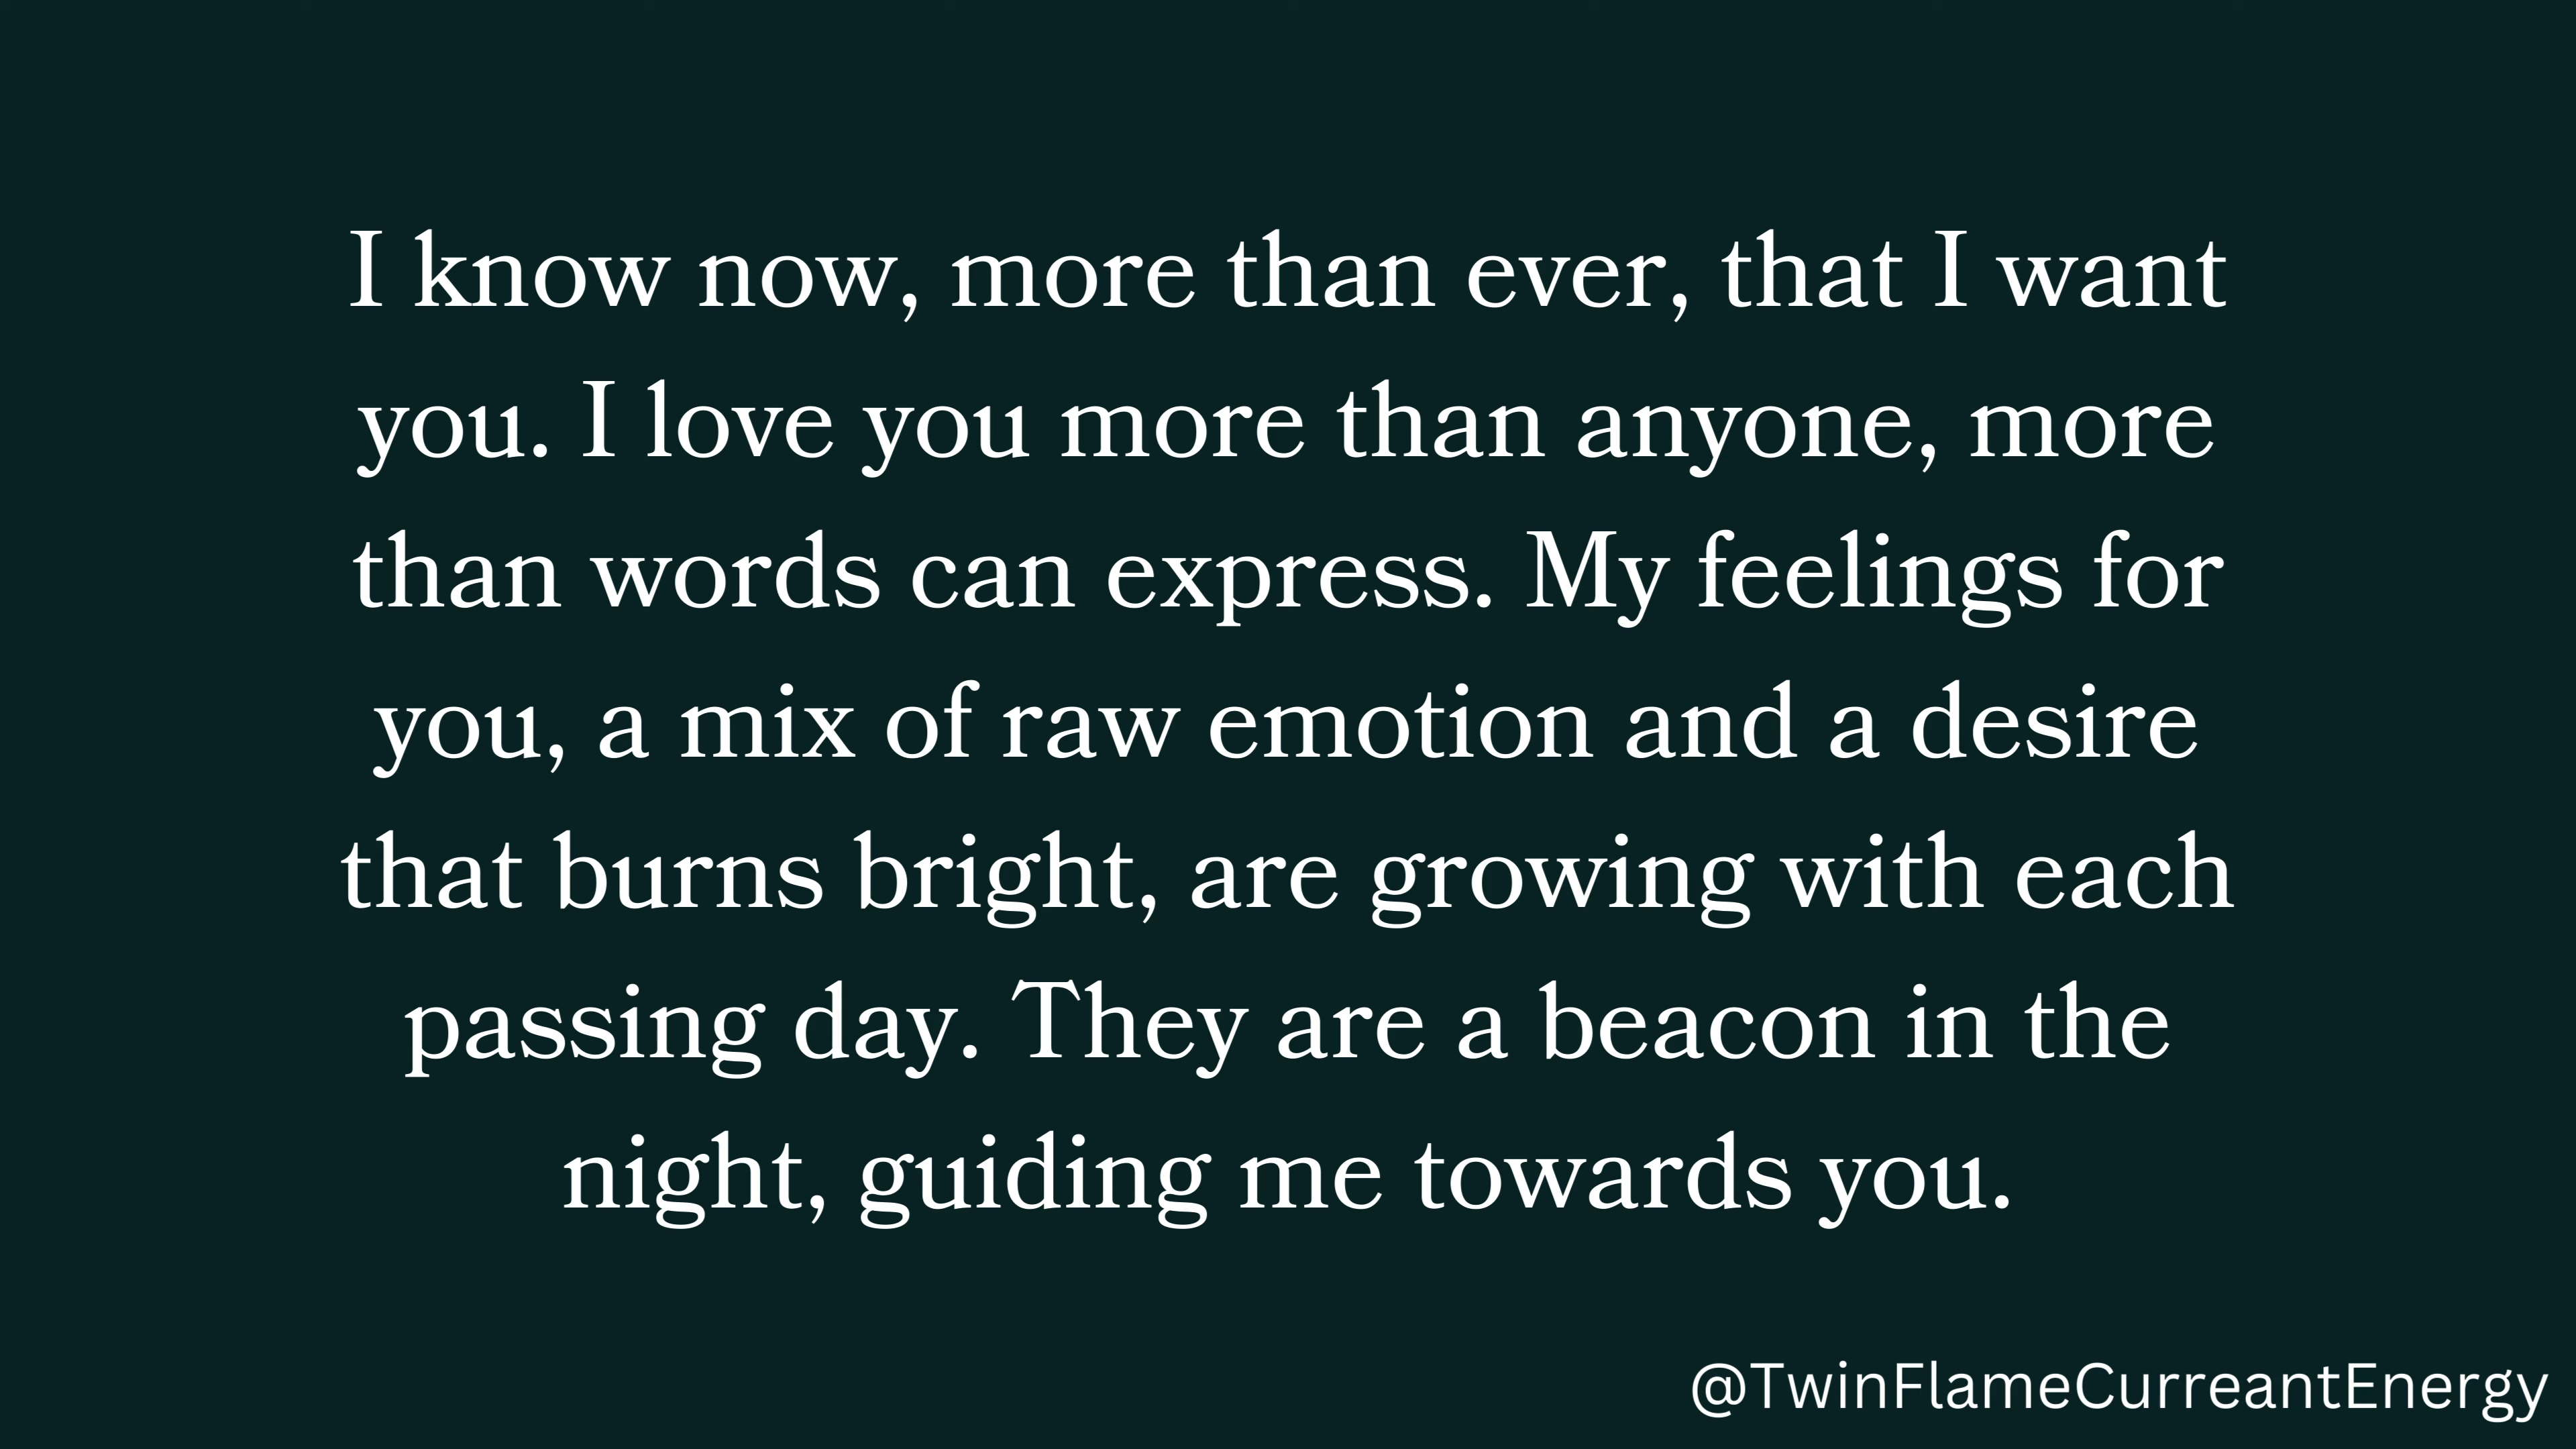 I know now, more than ever, that I want
you. I love you more than anyone, more
than words can express. My feelings for
you, a mix of raw emotion and a desire
that burns bright, are growing with each
passing day. They are a beacon in the
night, guiding me towards you.
@TwinFlameCurreantEnergy